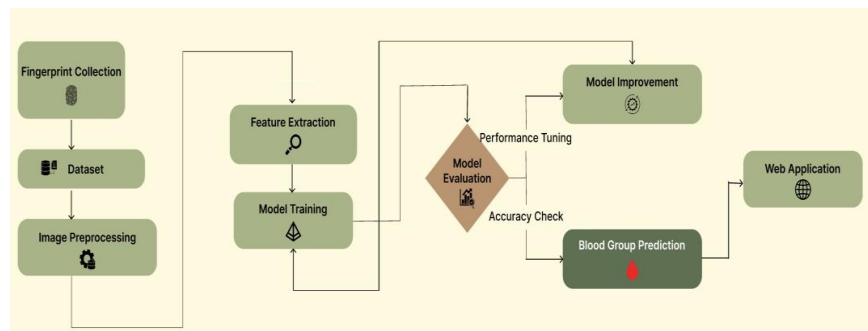 Fingerprint Collection
Dataset
Image Preprocessing
Feature Extraction
Model Training
Model
Evaluation
Performance Tuning
Accuracy Check
Model Improvement
Blood Group Prediction
Web Application